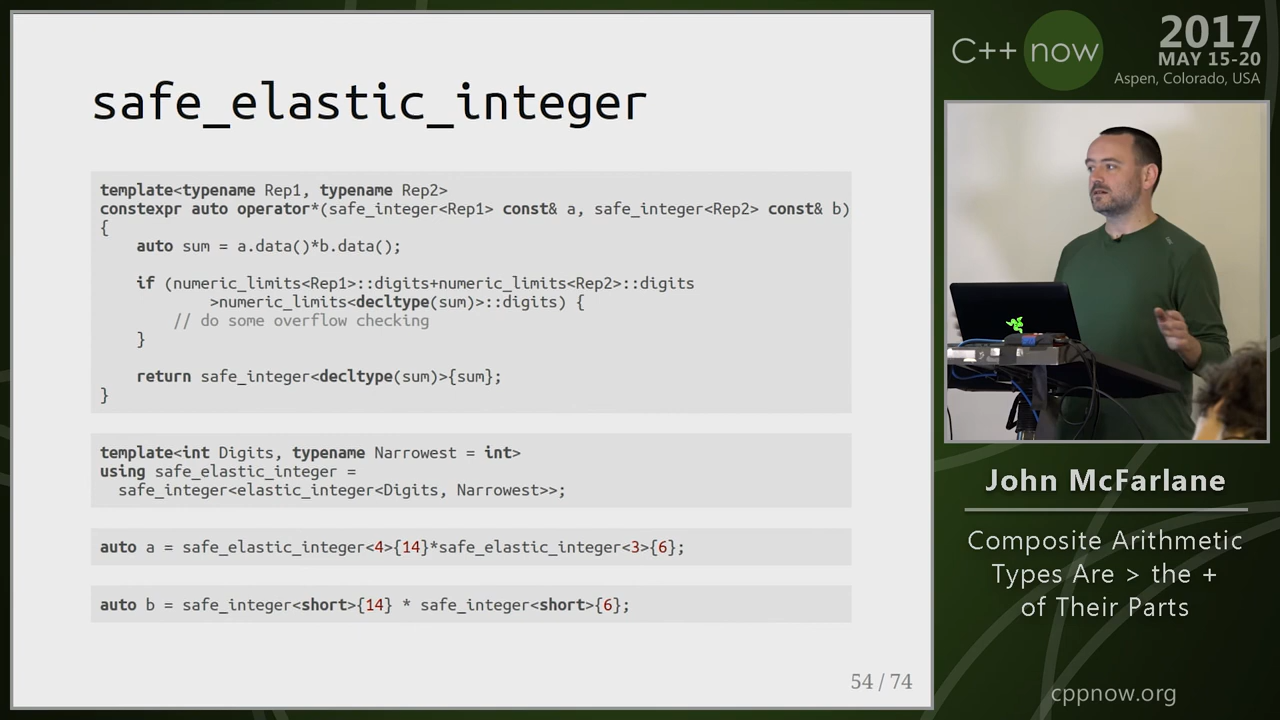 safe_elastic_integer
template<typename Rep1, typename Rep2>
constexpr auto operator*(safe_integer<Rep1> const& a, safe_integer<Rep2> const& b)
{
    auto sum = a.data()*b.data();
    if (numeric_limits<Rep1>::digits+numeric_limits<Rep2>::digits
            >numeric_limits<decltype(sum)>::digits) {
        // do some overflow checking
    }
    return safe_integer<decltype(sum)>{sum};
}
template<int Digits, typename Narrowest = int>
using safe_elastic_integer =
  safe_integer<elastic_integer<Digits, Narrowest>>;
auto a = safe_elastic_integer<4>{14}*safe_elastic_integer<3>{6};
auto b = safe_integer<short>{14} * safe_integer<short>{6};
54 / 74
C++ now
2017
MAY 15-20
Aspen, Colorado, USA
John McFarlane
Composite Arithmetic
Types Are > the +
of Their Parts
cppnow.org